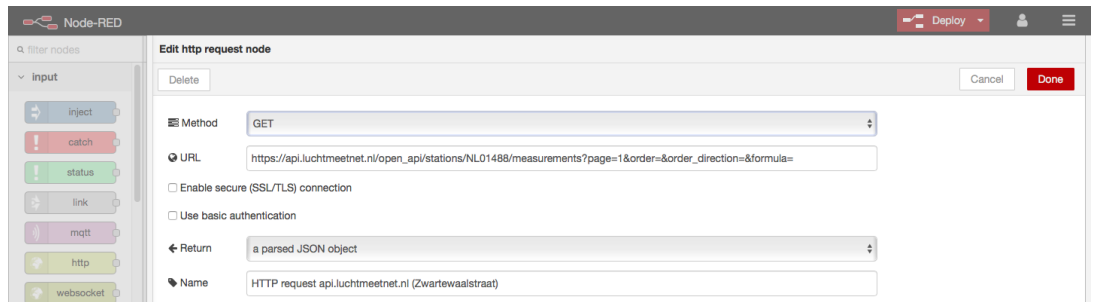 Node-RED
Deploy
filter nodes
Edit http request node
input
Delete
Cancel
Done
inject
Method
GET
catch
URL
https://api.luchtmeetnet.nl/open_api/stations/NL01488/measurements?page=1&order=&order_direction=&formula=
status
Enable secure (SSL/TLS) connection
link
Use basic authentication
mqtt
Return
a parsed JSON object
http
Name
HTTP request api.luchtmeetnet.nl (Zwartewaalstraat)
websocket